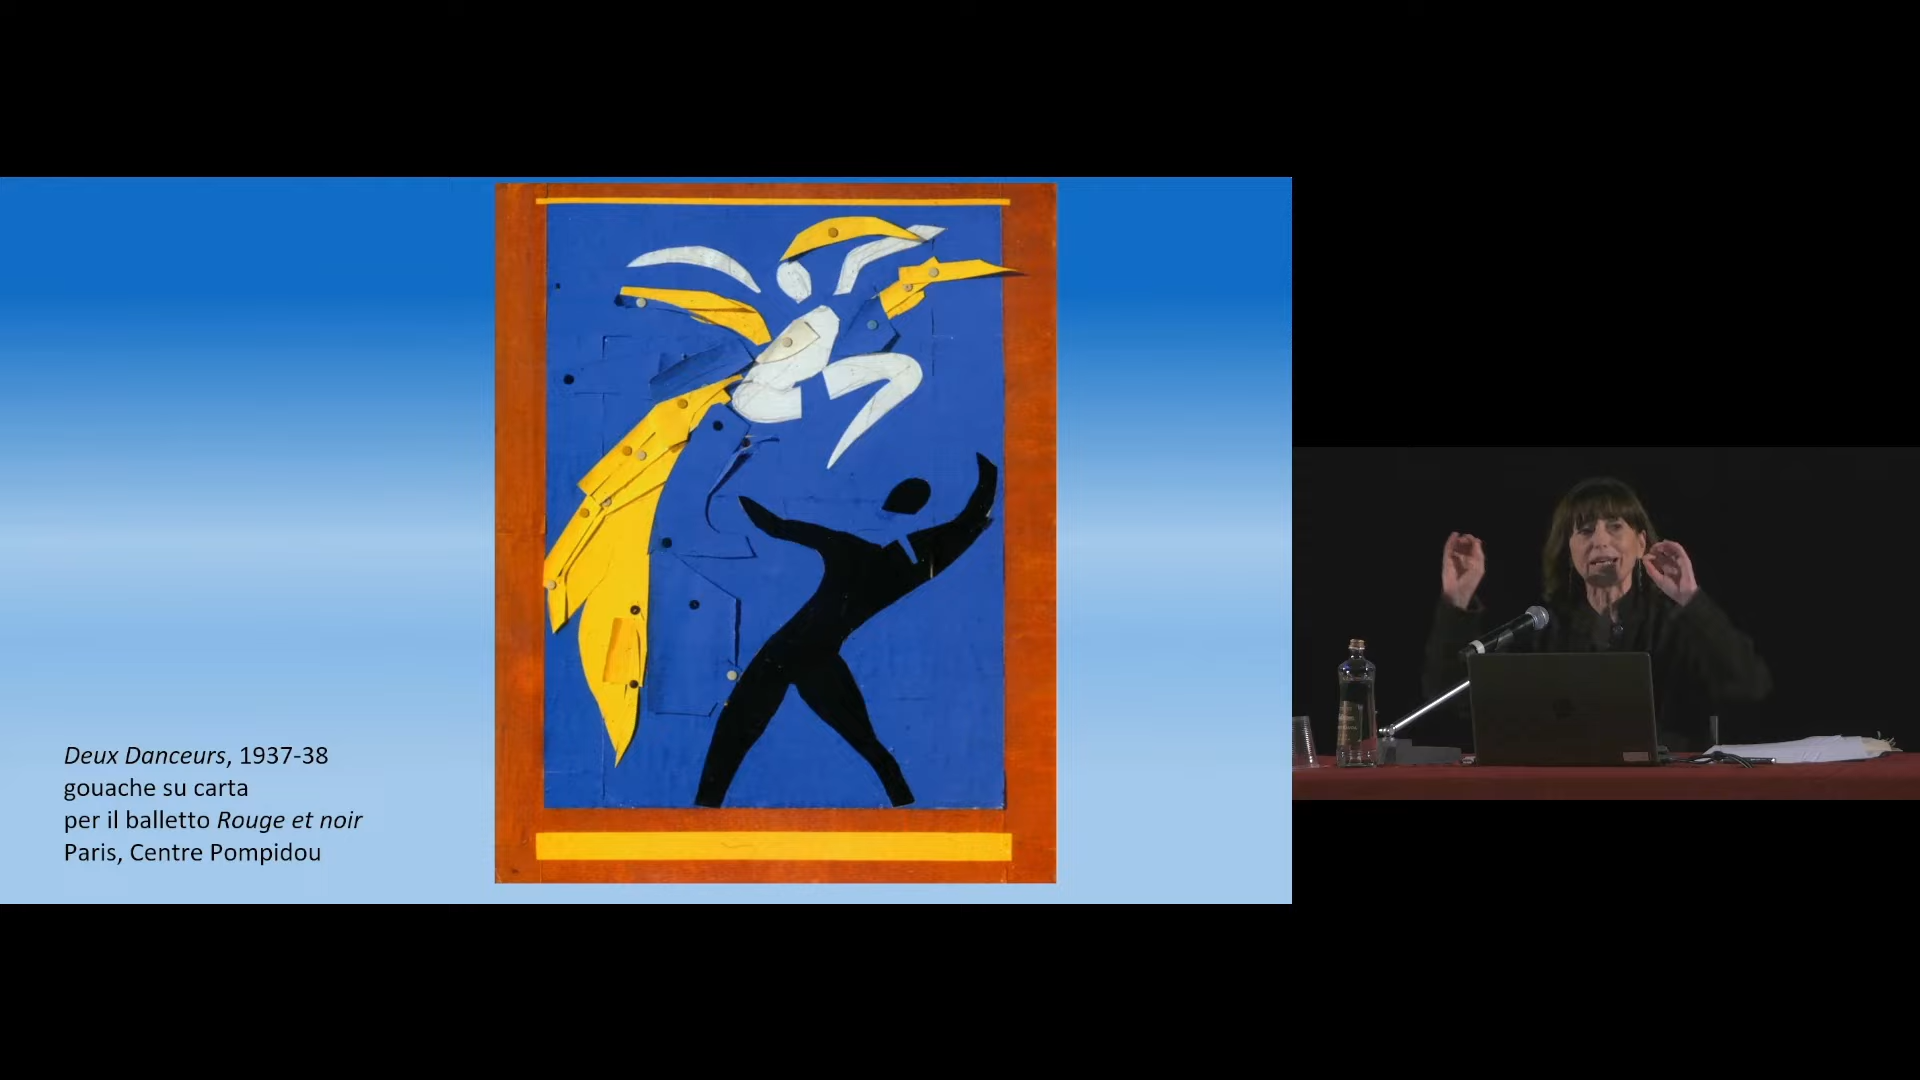 Deux Danceurs, 1937-38
gouache su carta
per il balletto Rouge et noir
Paris, Centre Pompidou